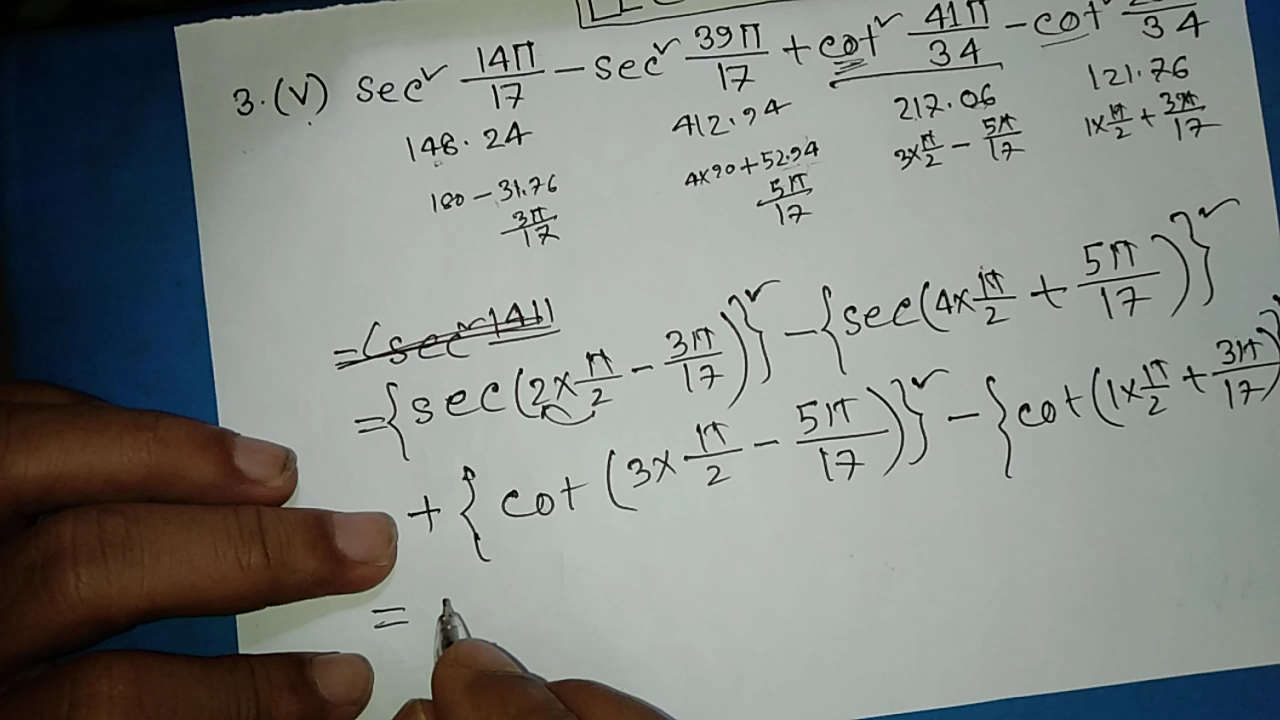 3.(v) sec² 14π/17 - sec² 39π/17 + cot² 41π/34 - cot² /34
148.24 412.94 217.06 121.76
180 - 31.76 4×90+52.94 3×π/2 - 5π/17 1×π/2 + 3π/17
3π/17 5π/17
=(sec² 14π
={sec(2×π/2 - 3π/17)}² - {sec(4×π/2 + 5π/17)}²
+ {cot(3×π/2 - 5π/17)}² - {cot(1×π/2 + 3π/17)}
=